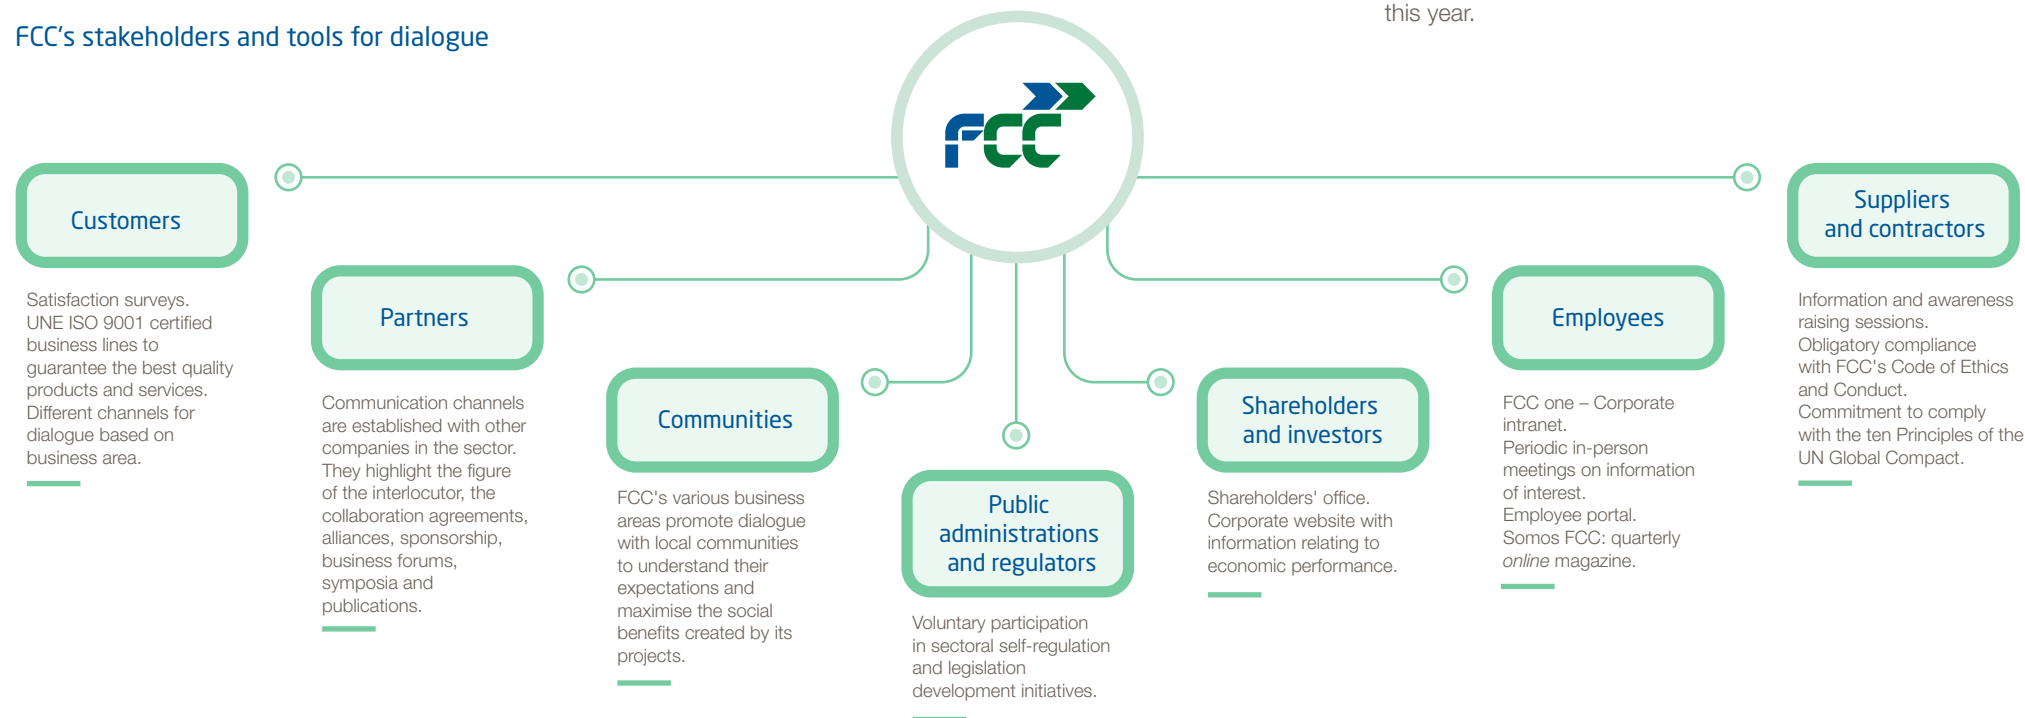 this year.
FCC's stakeholders and tools for dialogue
FCC
Customers
Satisfaction surveys.
UNE ISO 9001 certified
business lines to
guarantee the best quality
products and services.
Different channels for
dialogue based on
business area.
Partners
Communication channels
are established with other
companies in the sector.
They highlight the figure
of the interlocutor, the
collaboration agreements,
alliances, sponsorship,
business forums,
symposia and
publications.
Communities
FCC's various business
areas promote dialogue
with local communities
to understand their
expectations and
maximise the social
benefits created by its
projects.
Public
administrations
and regulators
Voluntary participation
in sectoral self-regulation
and legislation
development initiatives.
Shareholders
and investors
Shareholders' office.
Corporate website with
information relating to
economic performance.
Employees
FCC one – Corporate
intranet.
Periodic in-person
meetings on information
of interest.
Employee portal.
Somos FCC: quarterly
online magazine.
Suppliers
and contractors
Information and awareness
raising sessions.
Obligatory compliance
with FCC's Code of Ethics
and Conduct.
Commitment to comply
with the ten Principles of the
UN Global Compact.